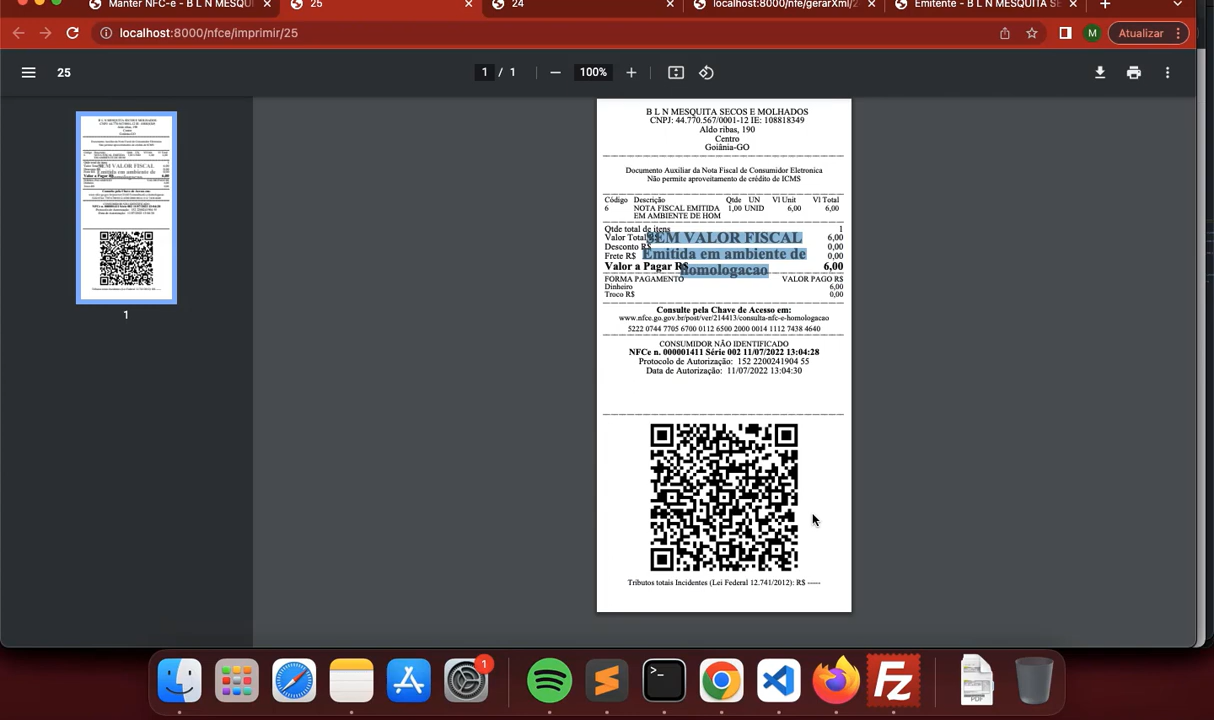 Manter NFC-e - B L N MESQUI
25
24
localhost:8000/nfe/gerarXml/2
Emitente - B L N MESQUITA SE
localhost:8000/nfce/imprimir/25
M
Atualizar
25
1 / 1
100%
1
B L N MESQUITA SECOS E MOLHADOS
CNPJ: 44.770.567/0001-12 IE: 108818349
Aldo ribas, 190
Centro
Goiânia-GO
Documento Auxiliar da Nota Fiscal de Consumidor Eletronica
Não permite aproveitamento de crédito de ICMS
Código Descrição Qtde UN Vl Unit Vl Total
6 NOTA FISCAL EMITIDA 1,00 UNID 6,00 6,00
EM AMBIENTE DE HOM
Qtde total de itens 1
Valor Total R$ 6,00
SEM VALOR FISCAL
Desconto R$ 0,00
Emitida em ambiente de
Frete R$ 0,00
Valor a Pagar R$ 6,00
homologacao
FORMA PAGAMENTO VALOR PAGO R$
Dinheiro 6,00
Troco R$ 0,00
Consulte pela Chave de Acesso em:
www.nfce.go.gov.br/post/ver/214413/consulta-nfc-e-homologacao
5222 0744 7705 6700 0112 6500 2000 0014 1112 7438 4640
CONSUMIDOR NÃO IDENTIFICADO
NFCe n. 000001411 Série 002 11/07/2022 13:04:28
Protocolo de Autorização: 152 2200241904 55
Data de Autorização: 11/07/2022 13:04:30
Tributos totais Incidentes (Lei Federal 12.741/2012): R$ -----
1
>_
Fz
PDF